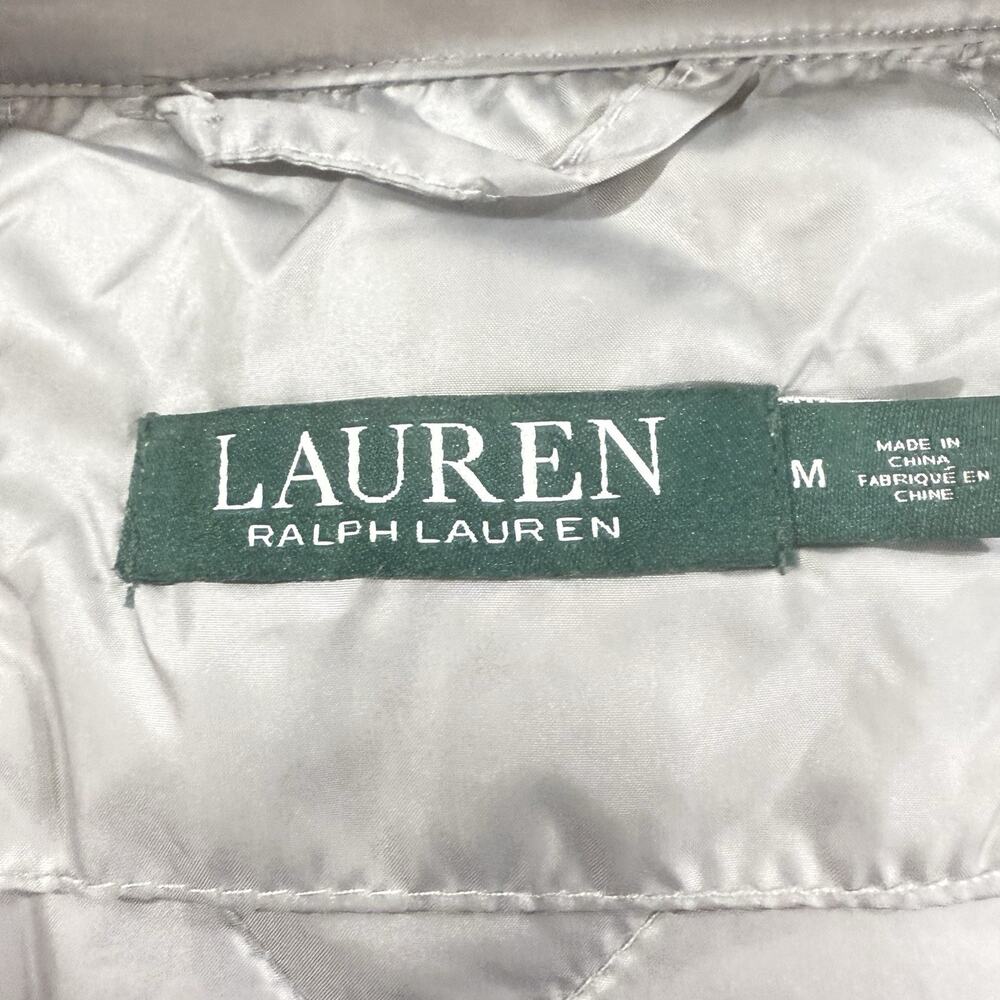 LAUREN
RALPH LAUREN
M
MADE IN
CHINA
FABRIQUÉ EN
CHINE